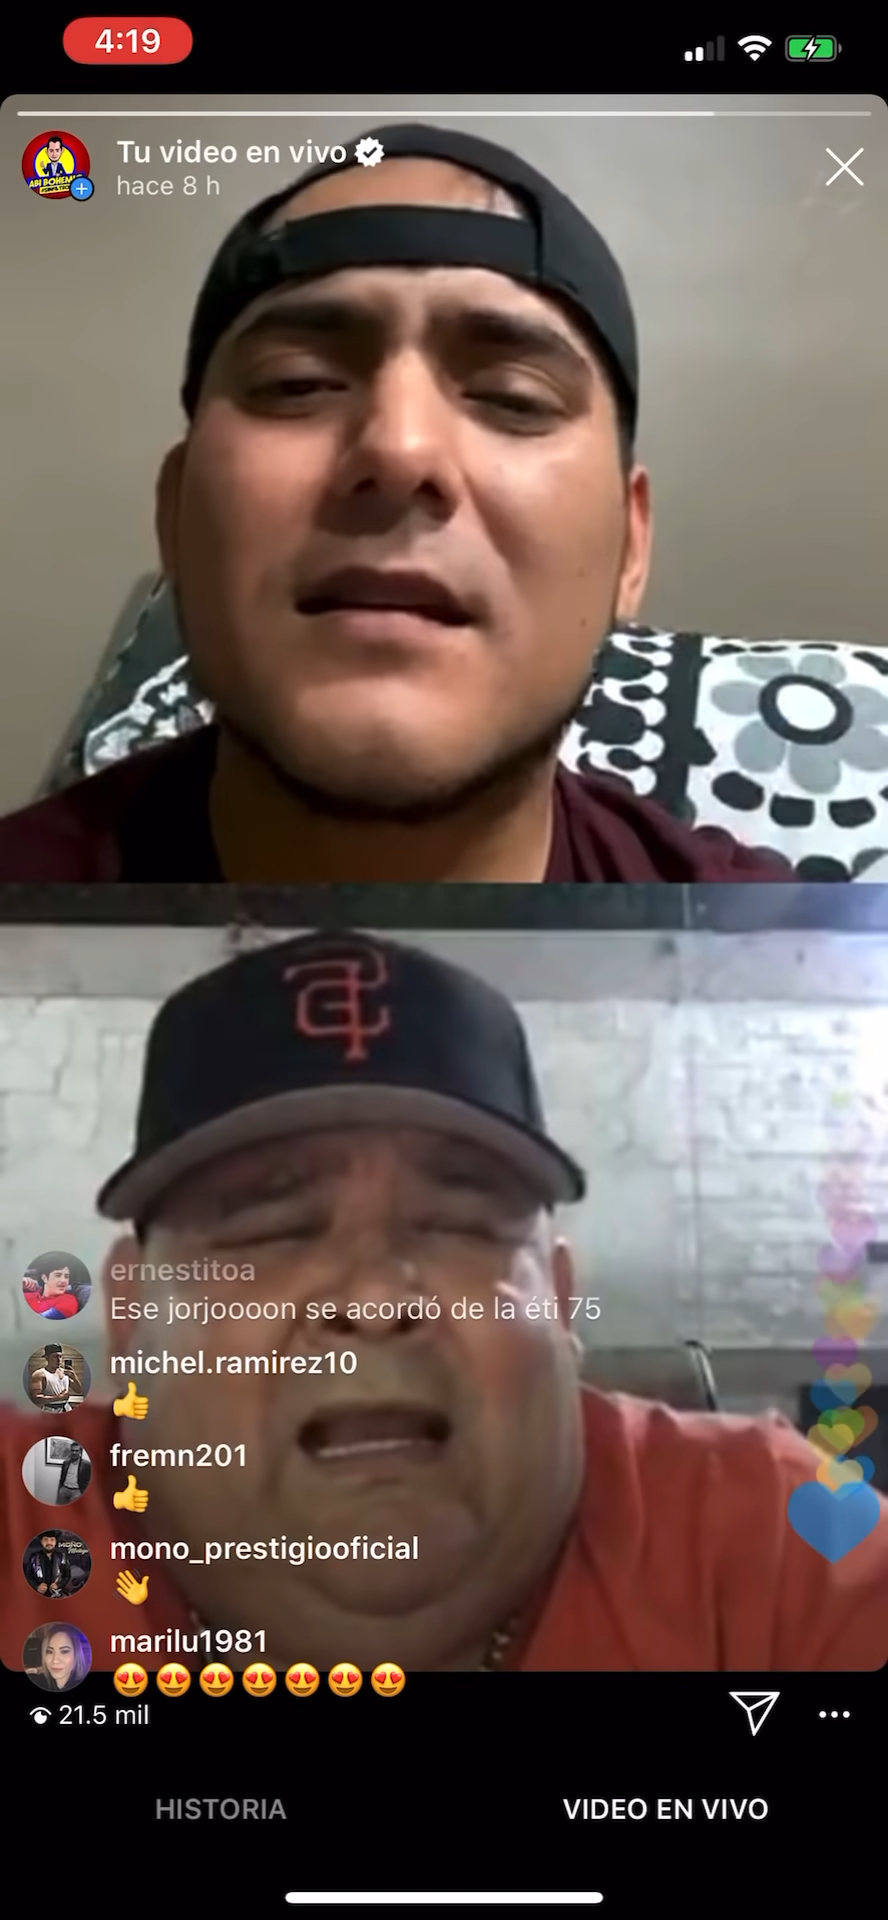 4:19
Tu video en vivo
hace 8 h
ernestitoa
Ese jorjoooon se acordó de la éti 75
michel.ramirez10
👍
fremn201
👍
mono_prestigiooficial
👋
marilu1981
😍😍😍😍😍😍😍
21.5 mil
HISTORIA
VIDEO EN VIVO